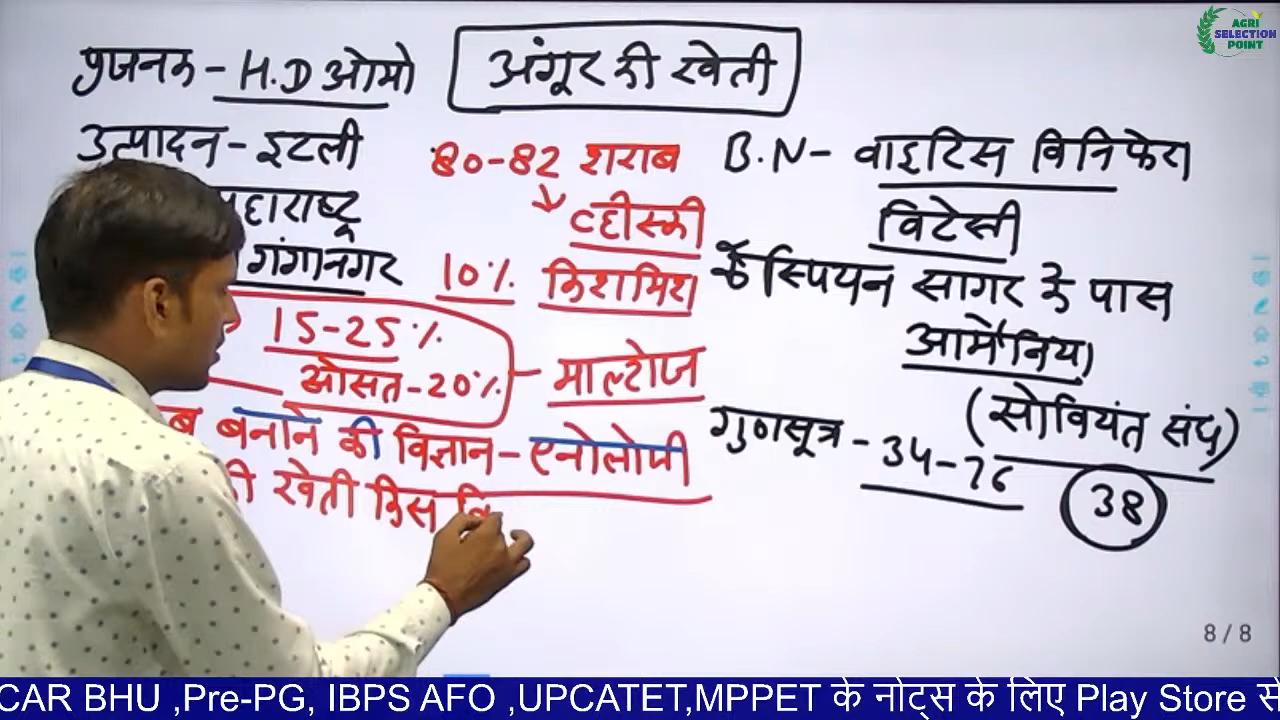 प्रजनक - H.D ओमो
अंगूर की खेती
उत्पादन - इटली
महाराष्ट्र
गंगानगर
80-82 शराब
व्हीस्की
10% किशमिश
15-25%
औसत - 20%
माल्टोज
बनाने की विज्ञान - एनोलोजी
खेती किस वि
B.N - वाइटिस विनिफेरा
विटेसी
कैस्पियन सागर के पास
आर्मेनिया
(सोवियंत संघ)
गुणसूत्र - 34-76
38
AGRI
SELECTION
POINT
8 / 8
CAR BHU ,Pre-PG, IBPS AFO ,UPCATET,MPPET के नोट्स के लिए Play Store से